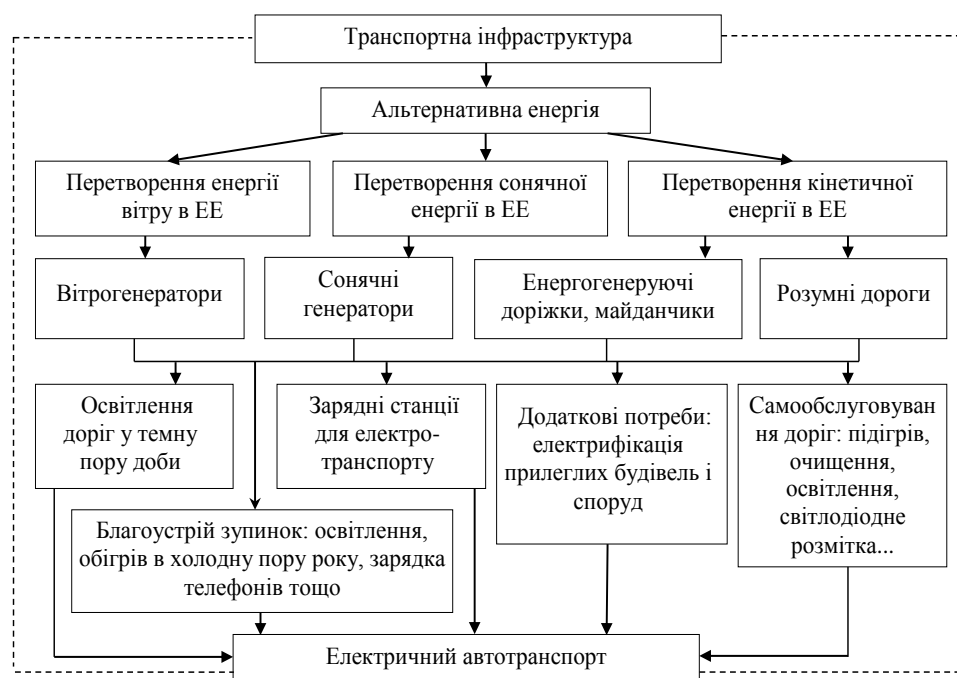 Транспортна інфраструктура
Альтернативна енергія
Перетворення енергії
вітру в ЕЕ
Перетворення сонячної
енергії в ЕЕ
Перетворення кінетичної
енергії в ЕЕ
Вітрогенератори
Сонячні
генератори
Енергогенеруючі
доріжки, майданчики
Розумні дороги
Освітлення
доріг у темну
пору доби
Зарядні станції
для електро-
транспорту
Додаткові потреби:
електрифікація
прилеглих будівель і
споруд
Самообслуговуван
ня доріг: підігрів,
очищення,
освітлення,
світлодіодне
розмітка...
Благоустрій зупинок: освітлення,
обігрів в холодну пору року, зарядка
телефонів тощо
Електричний автотранспорт